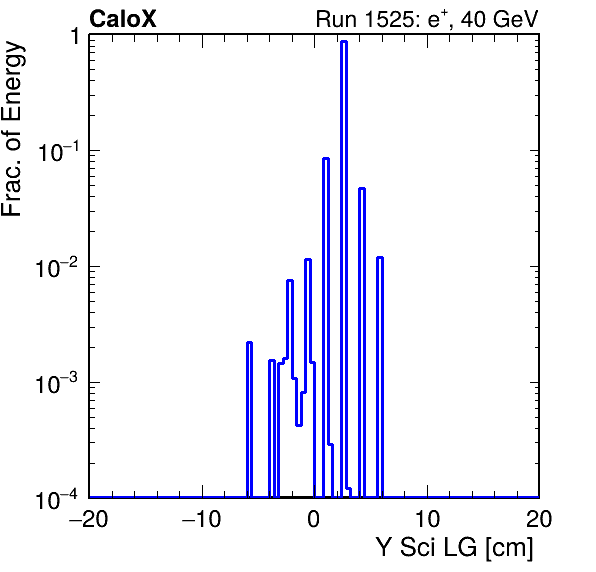 CaloX Run 1525: e⁺, 40 GeV
Frac. of Energy
1
10⁻¹
10⁻²
10⁻³
10⁻⁴
−20 −10 0 10 20
Y Sci LG [cm]